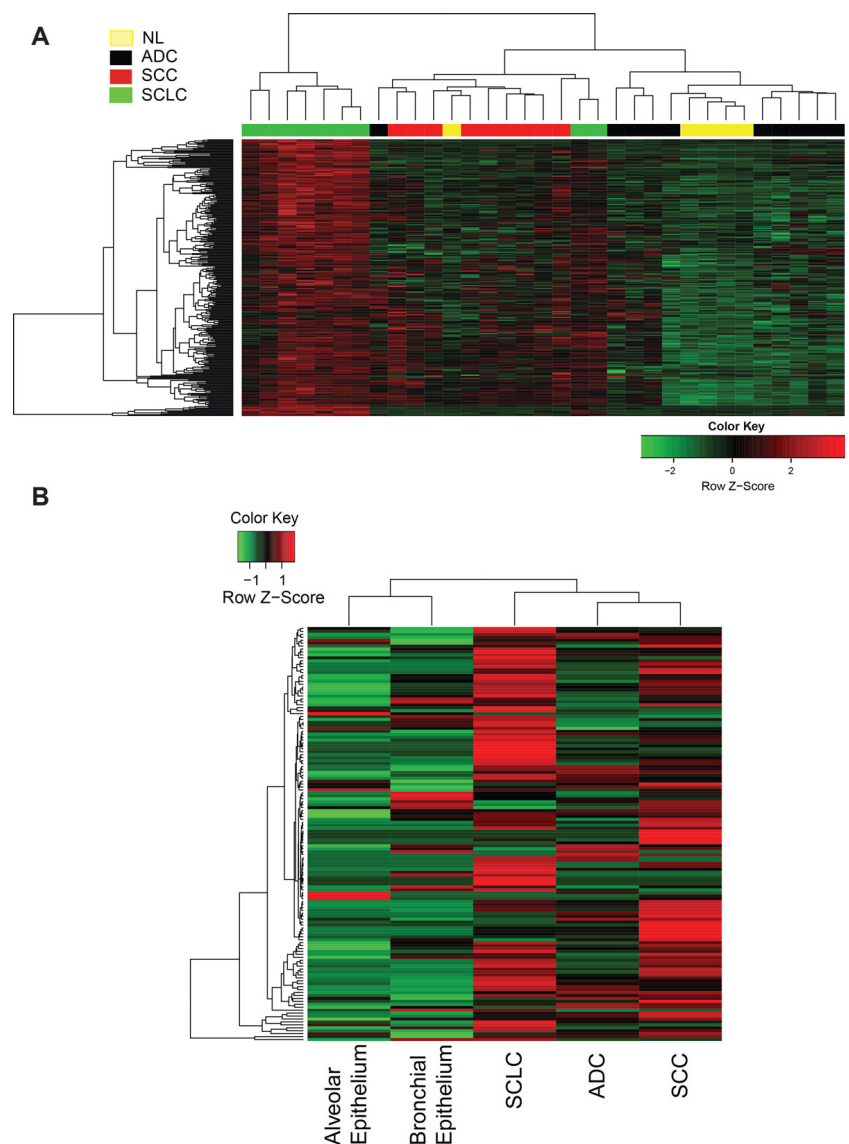 A
NL
ADC
SCC
SCLC
Color Key
−2 0 2
Row Z−Score
B
Color Key
−1 1
Row Z−Score
Alveolar
Epithelium
Bronchial
Epithelium
SCLC
ADC
SCC